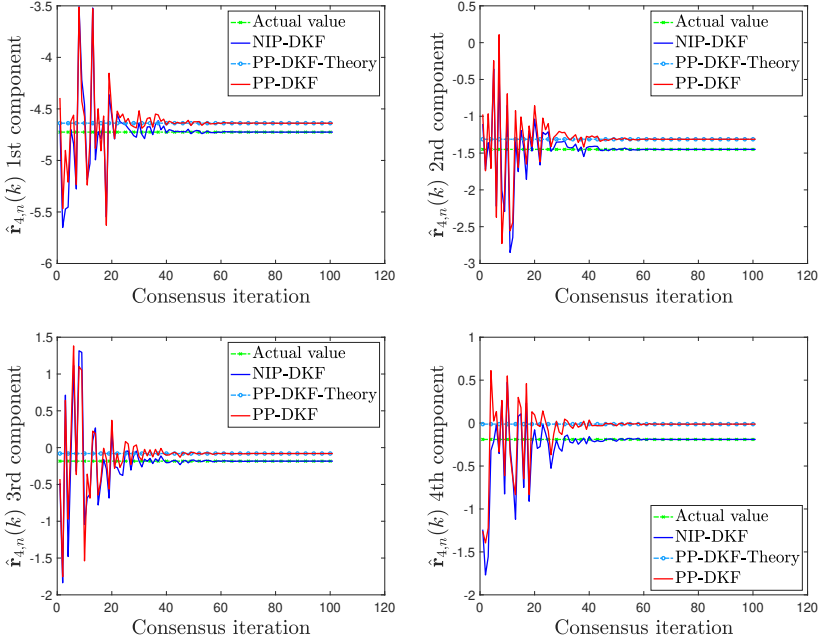 -3.5
-4
-4.5
-5
-5.5
-6
0 20 40 60 80 100 120
Consensus iteration
r̂4,n(k) 1st component
Actual value
NIP-DKF
PP-DKF-Theory
PP-DKF
0.5
0
-0.5
-1
-1.5
-2
-2.5
-3
0 20 40 60 80 100 120
Consensus iteration
r̂4,n(k) 2nd component
Actual value
NIP-DKF
PP-DKF-Theory
PP-DKF
1.5
1
0.5
0
-0.5
-1
-1.5
-2
0 20 40 60 80 100 120
Consensus iteration
r̂4,n(k) 3rd component
Actual value
NIP-DKF
PP-DKF-Theory
PP-DKF
1
0.5
0
-0.5
-1
-1.5
-2
0 20 40 60 80 100 120
Consensus iteration
r̂4,n(k) 4th component
Actual value
NIP-DKF
PP-DKF-Theory
PP-DKF